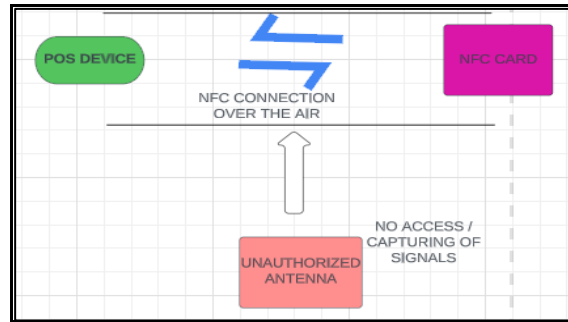 POS DEVICE
NFC CARD
NFC CONNECTION
OVER THE AIR
NO ACCESS /
CAPTURING OF
SIGNALS
UNAUTHORIZED
ANTENNA